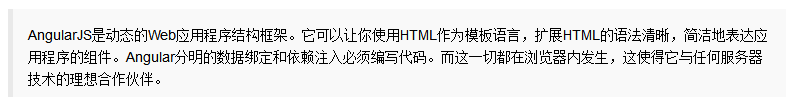 AngularJS是动态的Web应用程序结构框架。它可以让你使用HTML作为模板语言，扩展HTML的语法清晰，简洁地表达应
用程序的组件。Angular分明的数据绑定和依赖注入必须编写代码。而这一切都在浏览器内发生，这使得它与任何服务器
技术的理想合作伙伴。